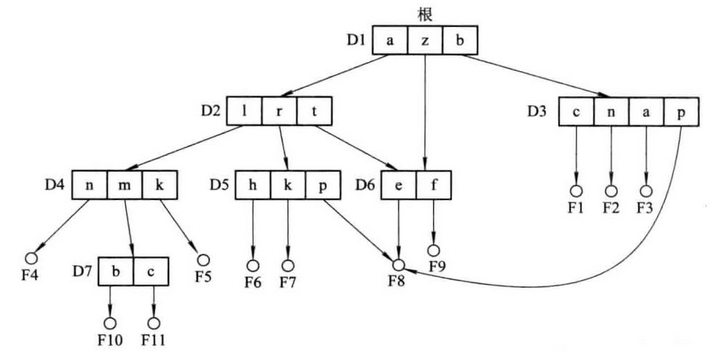 根
D1 a z b
D2 l r t
D3 c n a p
D4 n m k
D5 h k p
D6 e f
F1 F2 F3
F4
D7 b c
F5
F6 F7
F8
F9
F10 F11